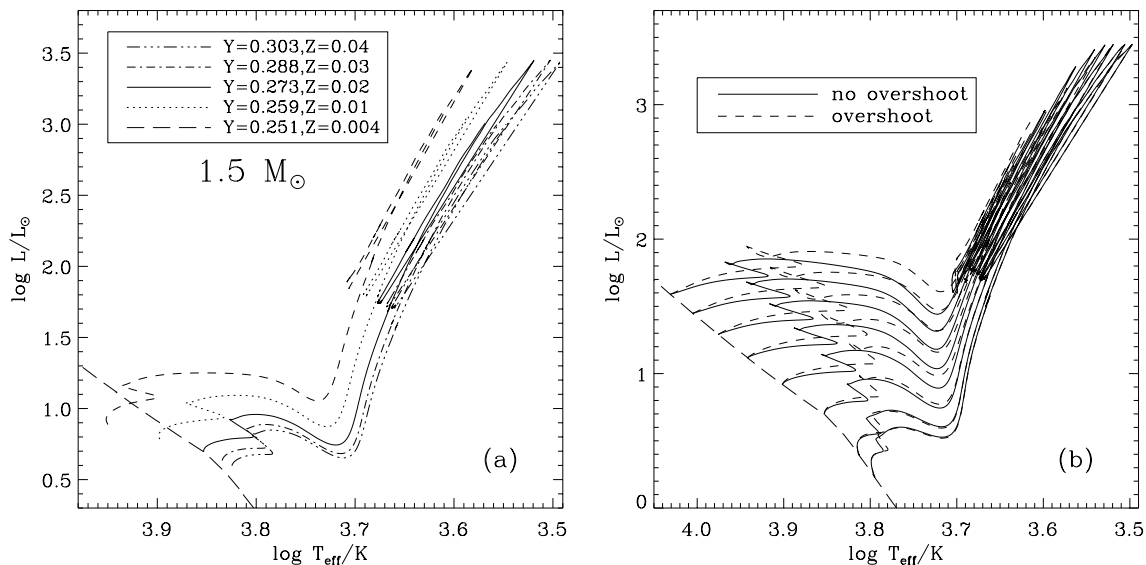 Y=0.303,Z=0.04
Y=0.288,Z=0.03
Y=0.273,Z=0.02
Y=0.259,Z=0.01
Y=0.251,Z=0.004
1.5 M⊙
(a)
log L/L⊙
3.5
3.0
2.5
2.0
1.5
1.0
0.5
3.9
3.8
3.7
3.6
3.5
log Teff/K
no overshoot
overshoot
(b)
log L/L⊙
3
2
1
0
4.0
3.9
3.8
3.7
3.6
3.5
log Teff/K